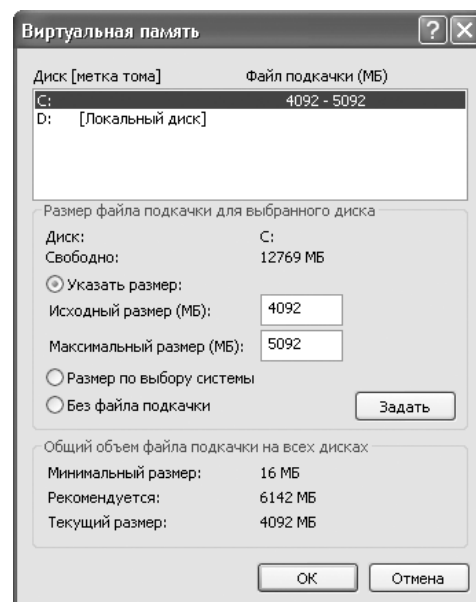 Виртуальная память
Диск [метка тома] Файл подкачки (МБ)
C: 4092 - 5092
D: [Локальный диск]
Размер файла подкачки для выбранного диска
Диск: C:
Свободно: 12769 МБ
Указать размер:
Исходный размер (МБ): 4092
Максимальный размер (МБ): 5092
Размер по выбору системы
Без файла подкачки Задать
Общий объем файла подкачки на всех дисках
Минимальный размер: 16 МБ
Рекомендуется: 6142 МБ
Текущий размер: 4092 МБ
ОК Отмена